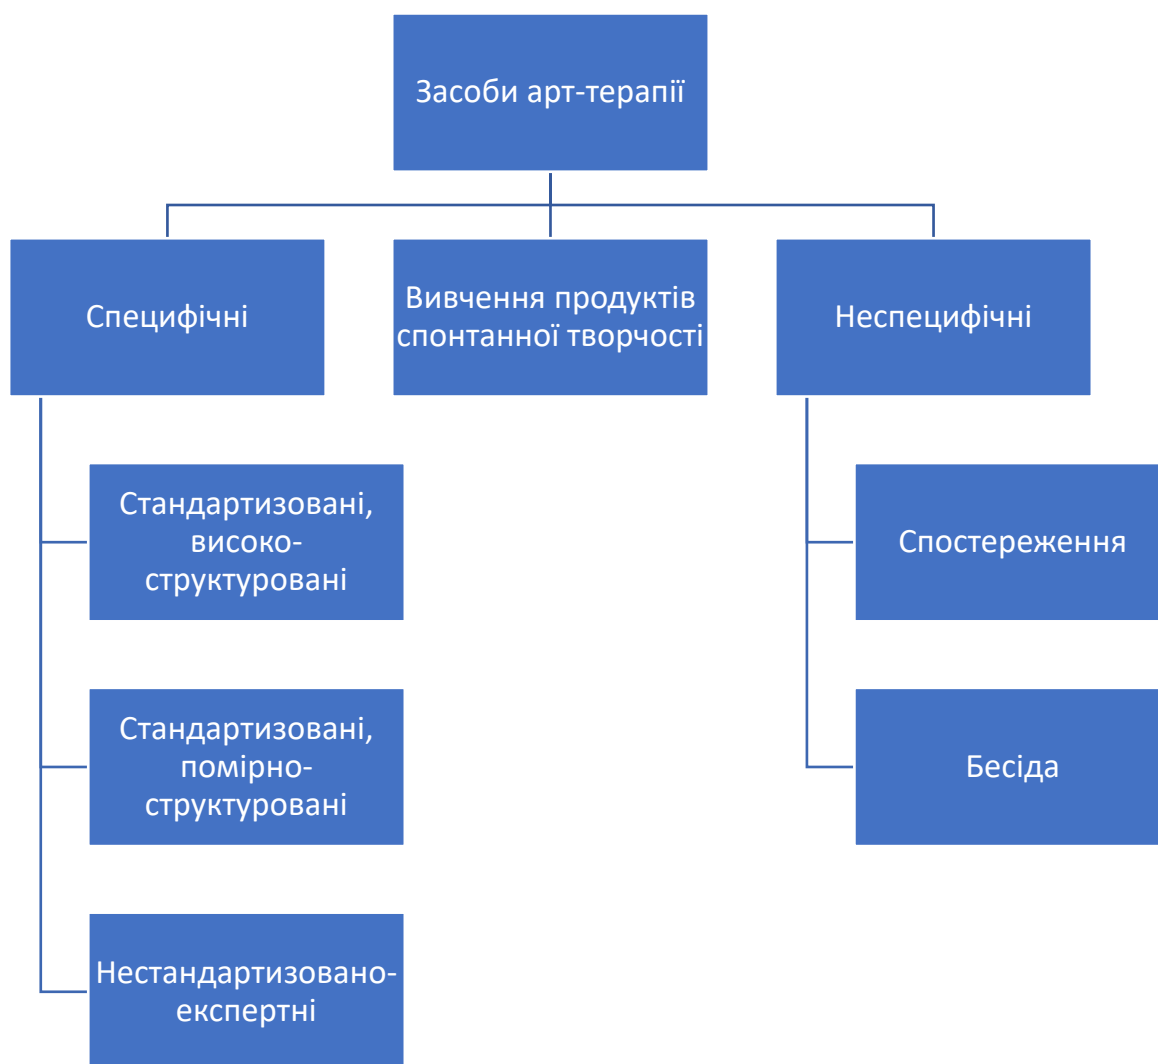 Засоби арт-терапії
Специфічні
Вивчення продуктів
спонтанної творчості
Неспецифічні
Стандартизовані,
високо-
структуровані
Спостереження
Стандартизовані,
помірно-
структуровані
Бесіда
Нестандартизовано-
експертні